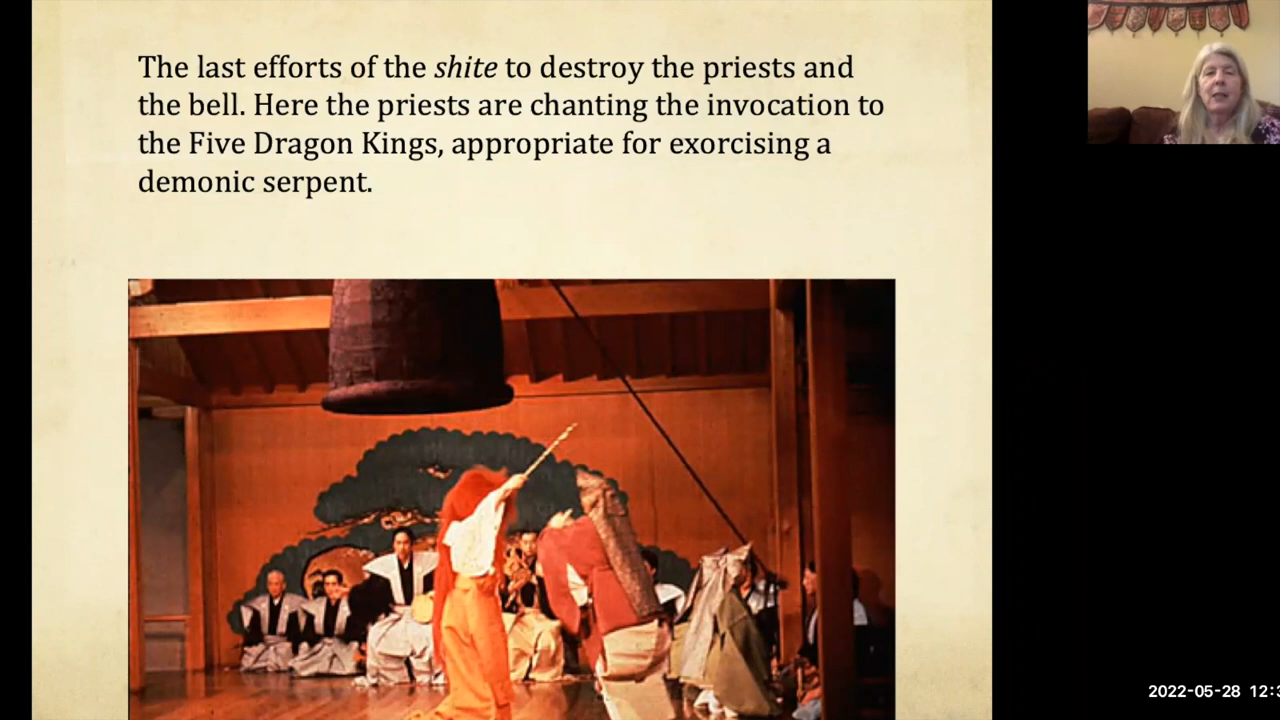 The last efforts of the shite to destroy the priests and
the bell. Here the priests are chanting the invocation to
the Five Dragon Kings, appropriate for exorcising a
demonic serpent.
2022-05-28 12:3